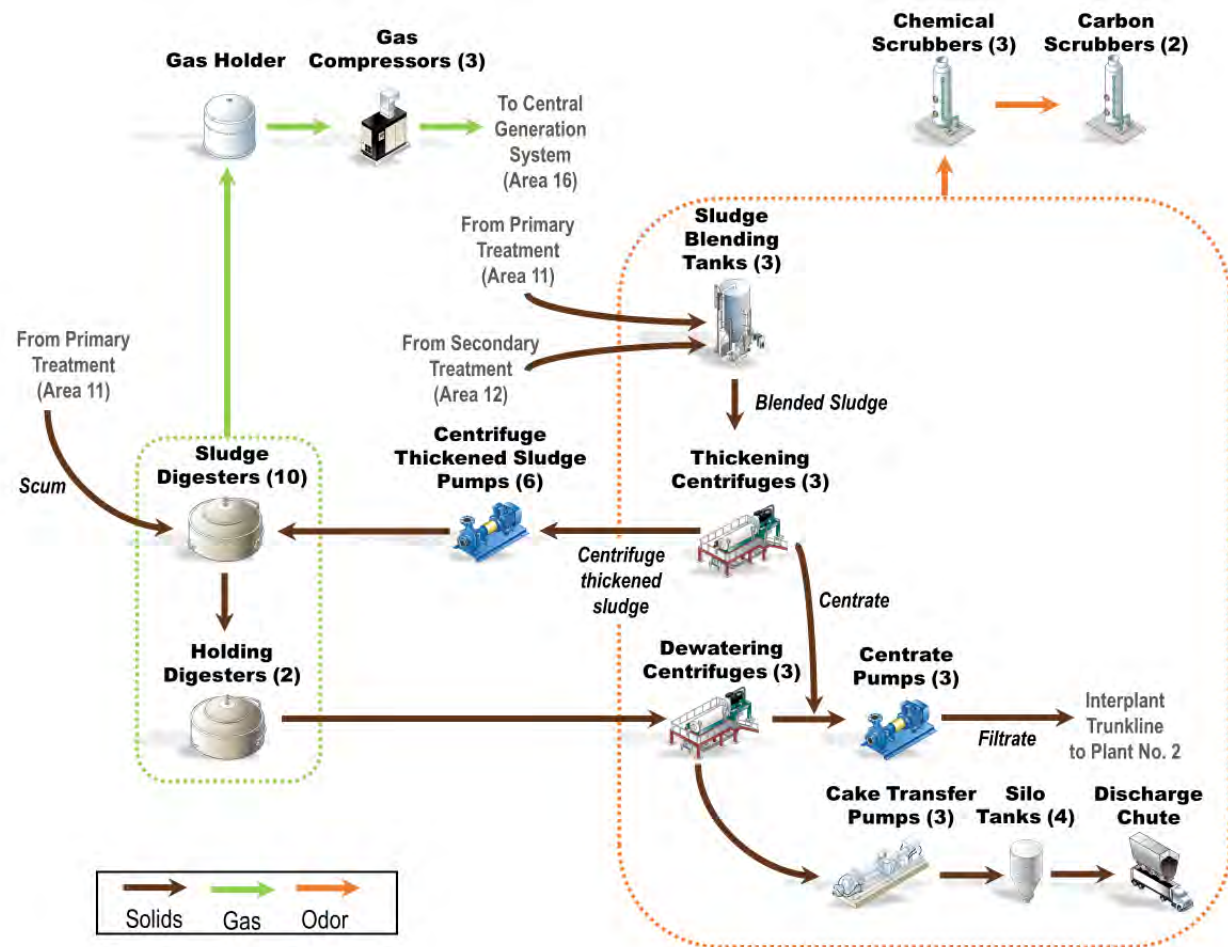 Gas Holder
Gas
Compressors (3)
To Central
Generation
System
(Area 16)
Chemical
Scrubbers (3)
Carbon
Scrubbers (2)
From Primary
Treatment
(Area 11)
Sludge
Blending
Tanks (3)
From Primary
Treatment
(Area 11)
From Secondary
Treatment
(Area 12)
Blended Sludge
Scum
Sludge
Digesters (10)
Centrifuge
Thickened Sludge
Pumps (6)
Thickening
Centrifuges (3)
Centrifuge
thickened
sludge
Centrate
Holding
Digesters (2)
Dewatering
Centrifuges (3)
Centrate
Pumps (3)
Filtrate
Interplant
Trunkline
to Plant No. 2
Cake Transfer
Pumps (3)
Silo
Tanks (4)
Discharge
Chute
Solids
Gas
Odor